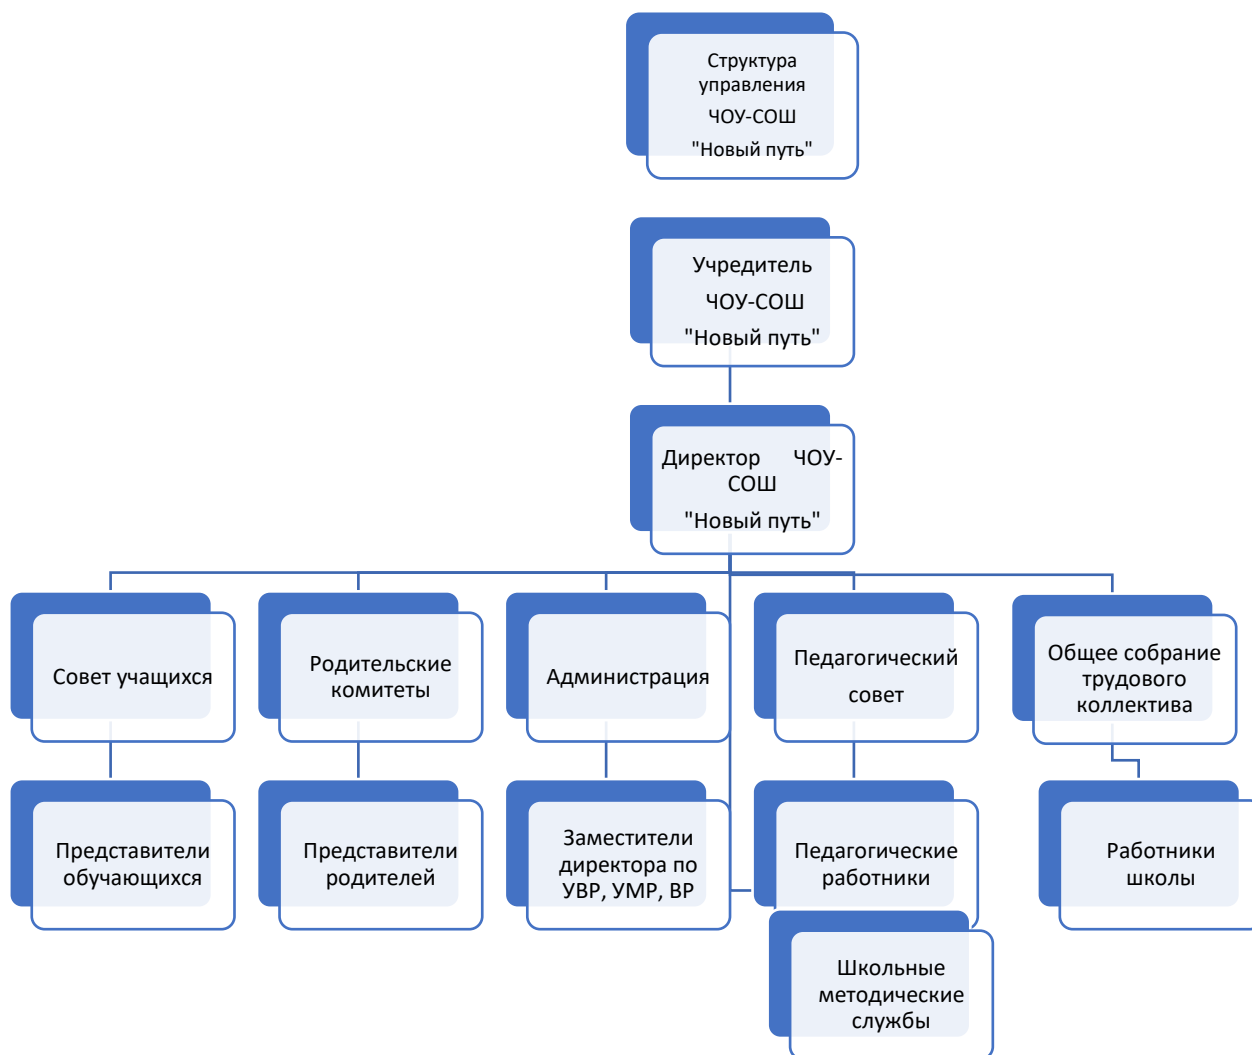 Структура
управления
ЧОУ-СОШ
"Новый путь"
Учредитель
ЧОУ-СОШ
"Новый путь"
Директор ЧОУ-
СОШ
"Новый путь"
Совет учащихся
Родительские
комитеты
Администрация
Педагогический
совет
Общее собрание
трудового
коллектива
Представители
обучающихся
Представители
родителей
Заместители
директора по
УВР, УМР, ВР
Педагогические
работники
Работники
школы
Школьные
методические
службы